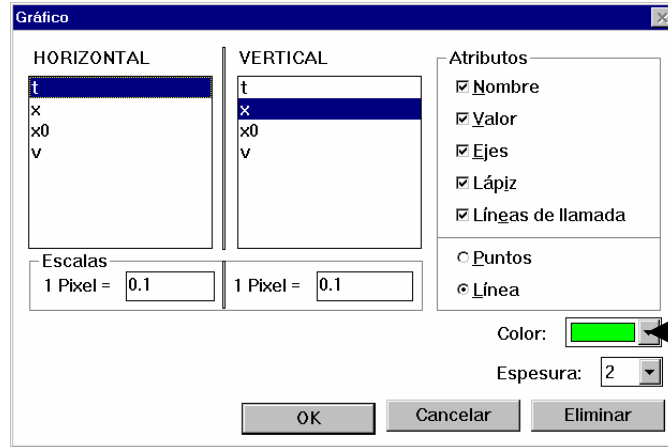 Gráfico
HORIZONTAL
t
x
x0
v
VERTICAL
t
x
x0
v
Atributos
Nombre
Valor
Ejes
Lápiz
Líneas de llamada
Puntos
Línea
Escalas
1 Pixel = 0.1
1 Pixel = 0.1
Color:
Espesura: 2
OK Cancelar Eliminar